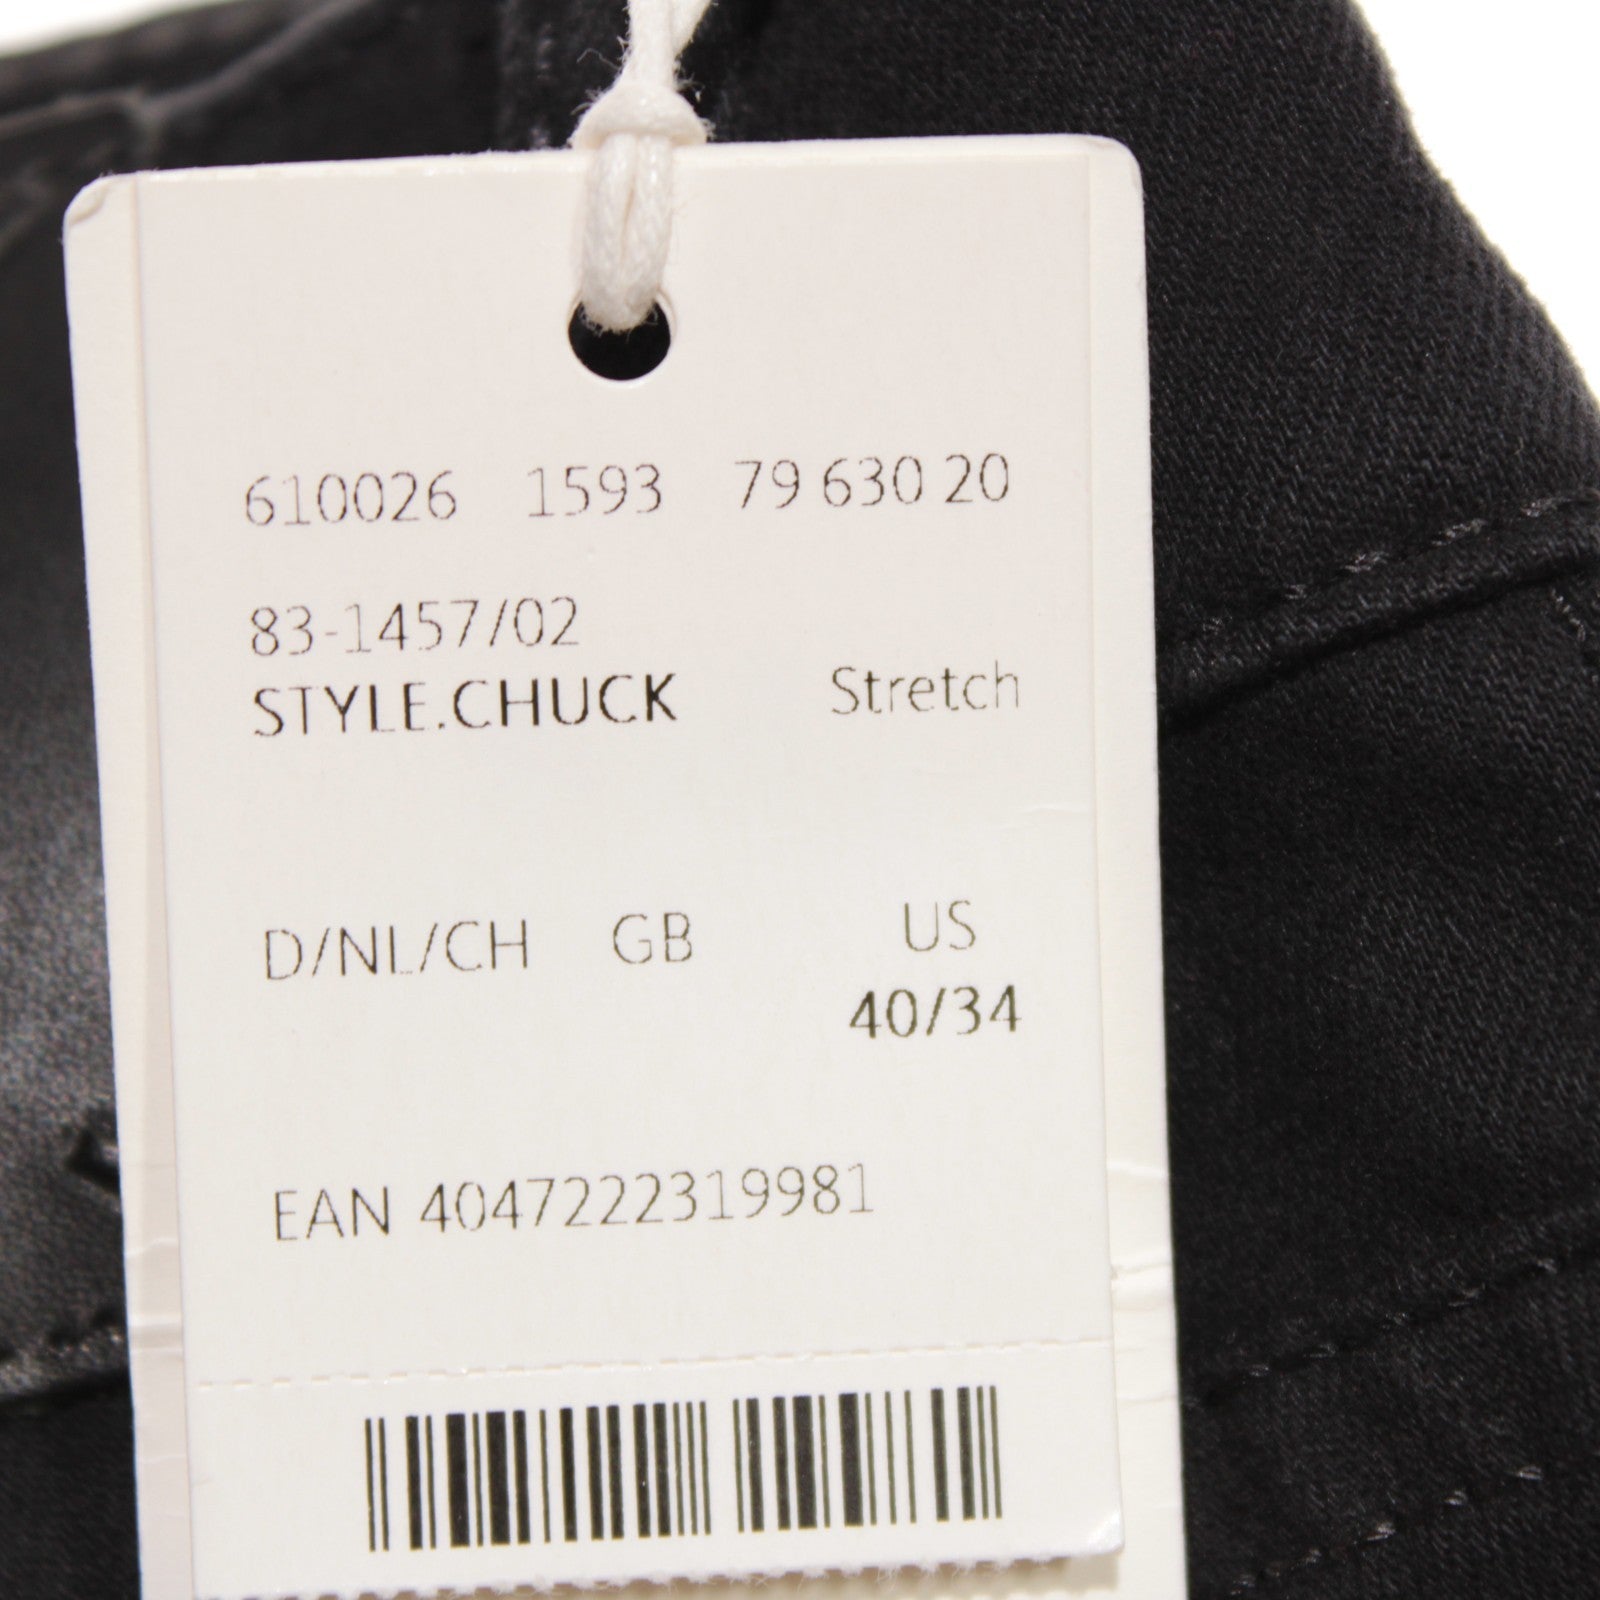 610026 1593 79 630 20
83-1457/02
STYLE.CHUCK Stretch
D/NL/CH GB US
40/34
EAN 4047222319981